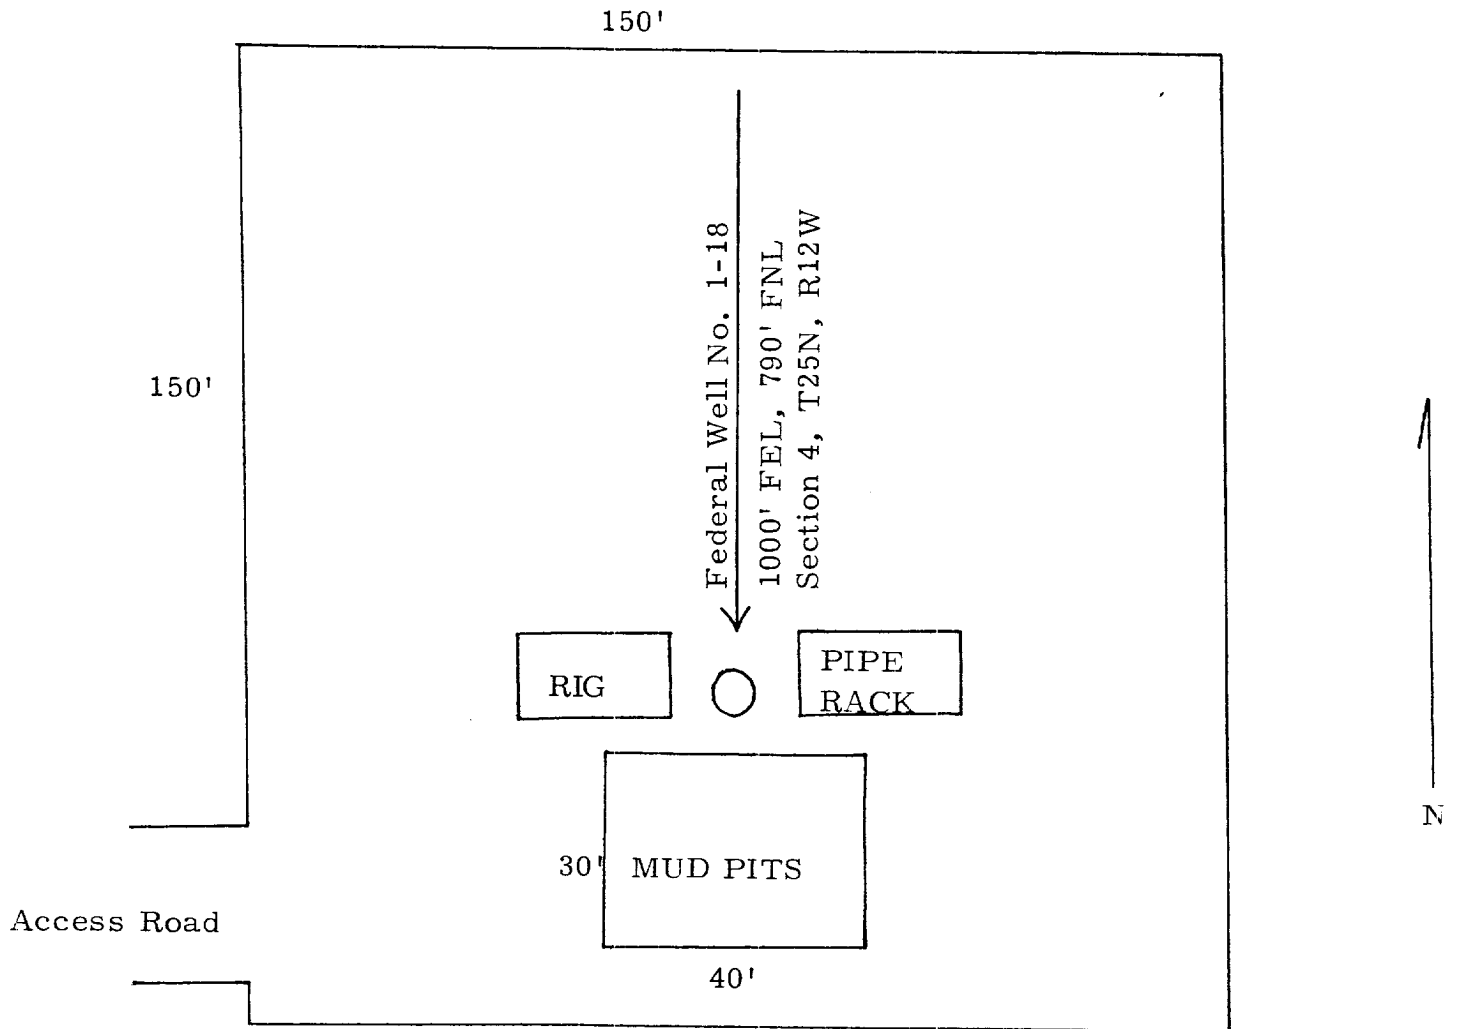 150'
150'
Federal Well No. 1-18
1000' FEL, 790' FNL
Section 4, T25N, R12W
RIG
PIPE
RACK
30'
MUD PITS
Access Road
40'
N